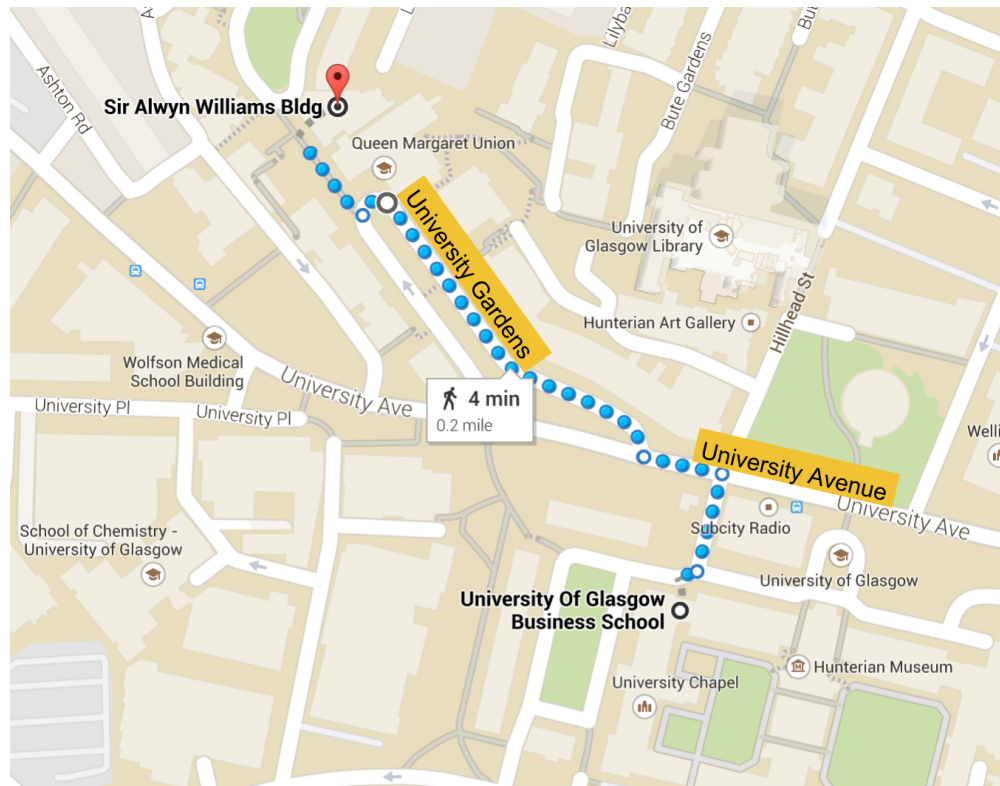 Ashton Rd
Lilyba
Bute Gardens
But
Sir Alwyn Williams Bldg
Queen Margaret Union
University Gardens
University of
Glasgow Library
Hillhead St
Hunterian Art Gallery
Wolfson Medical
School Building
University Ave
4 min
0.2 mile
University Pl
University Pl
Welli
University Avenue
University Ave
Subcity Radio
School of Chemistry -
University of Glasgow
University of Glasgow
University Of Glasgow
Business School
Hunterian Museum
University Chapel